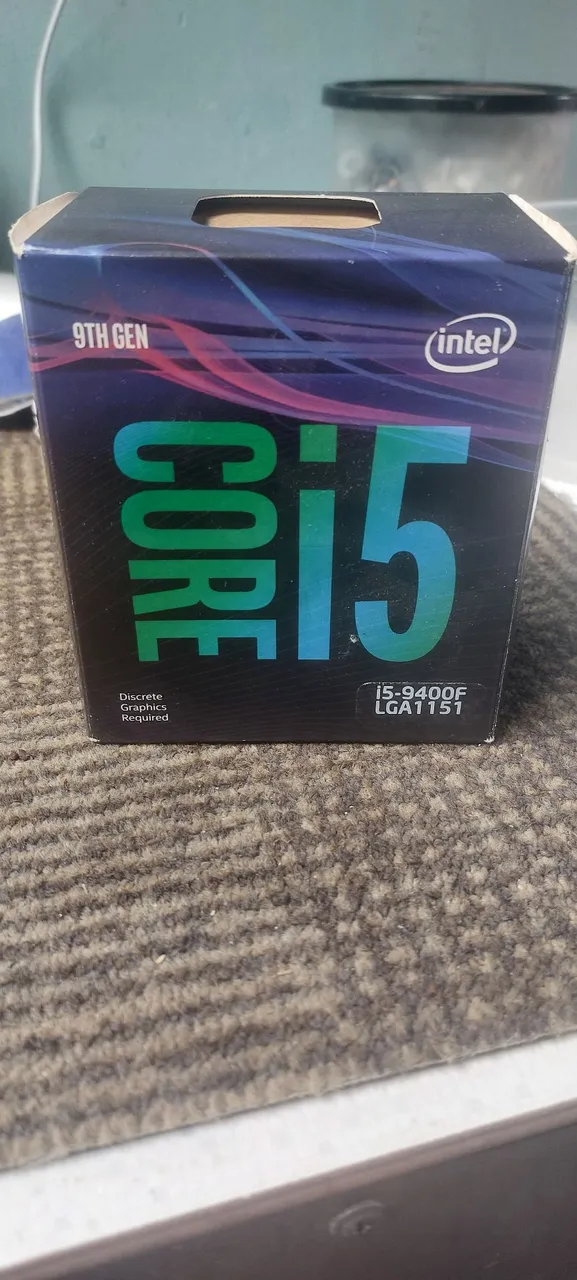 9TH GEN
intel
CORE i5
Discrete
Graphics
Required
i5-9400F
LGA1151